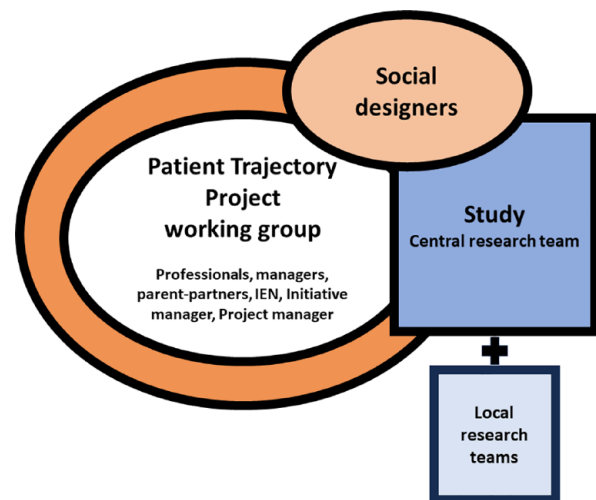 Social
designers
Patient Trajectory
Project
working group
Professionals, managers,
parent-partners, IEN, Initiative
manager, Project manager
Study
Central research team
+
Local
research
teams